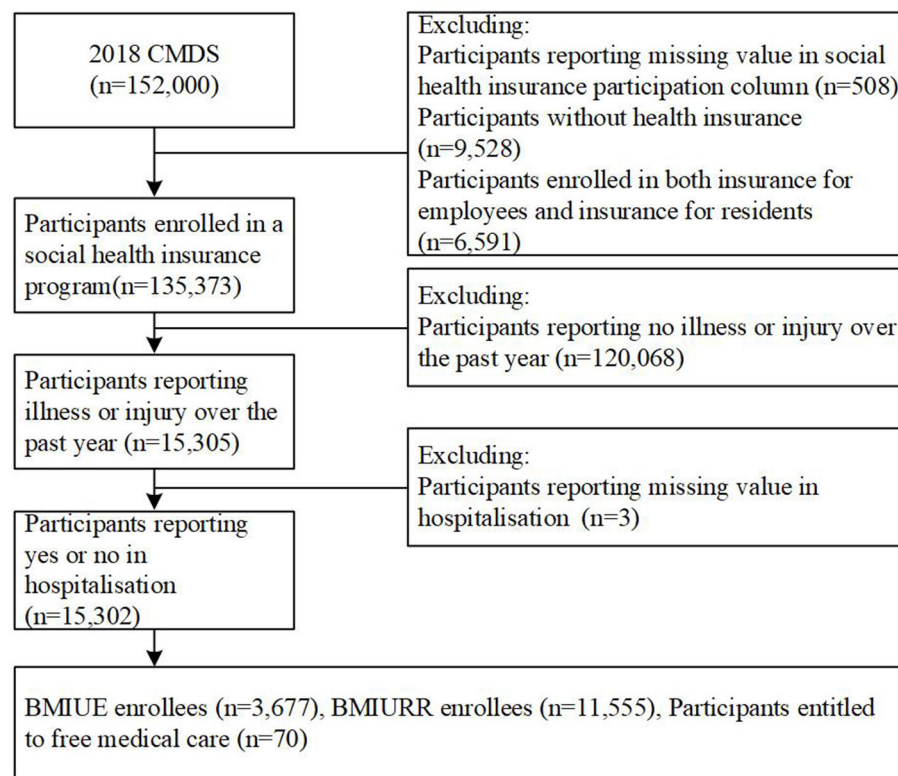 2018 CMDS
(n=152,000)
Excluding:
Participants reporting missing value in social
health insurance participation column (n=508)
Participants without health insurance
(n=9,528)
Participants enrolled in both insurance for
employees and insurance for residents
(n=6,591)
Participants enrolled in a
social health insurance
program(n=135,373)
Excluding:
Participants reporting no illness or injury over
the past year (n=120,068)
Participants reporting
illness or injury over the
past year (n=15,305)
Excluding:
Participants reporting missing value in
hospitalisation (n=3)
Participants reporting
yes or no in
hospitalisation
(n=15,302)
BMIUE enrollees (n=3,677), BMIURR enrollees (n=11,555), Participants entitled
to free medical care (n=70)